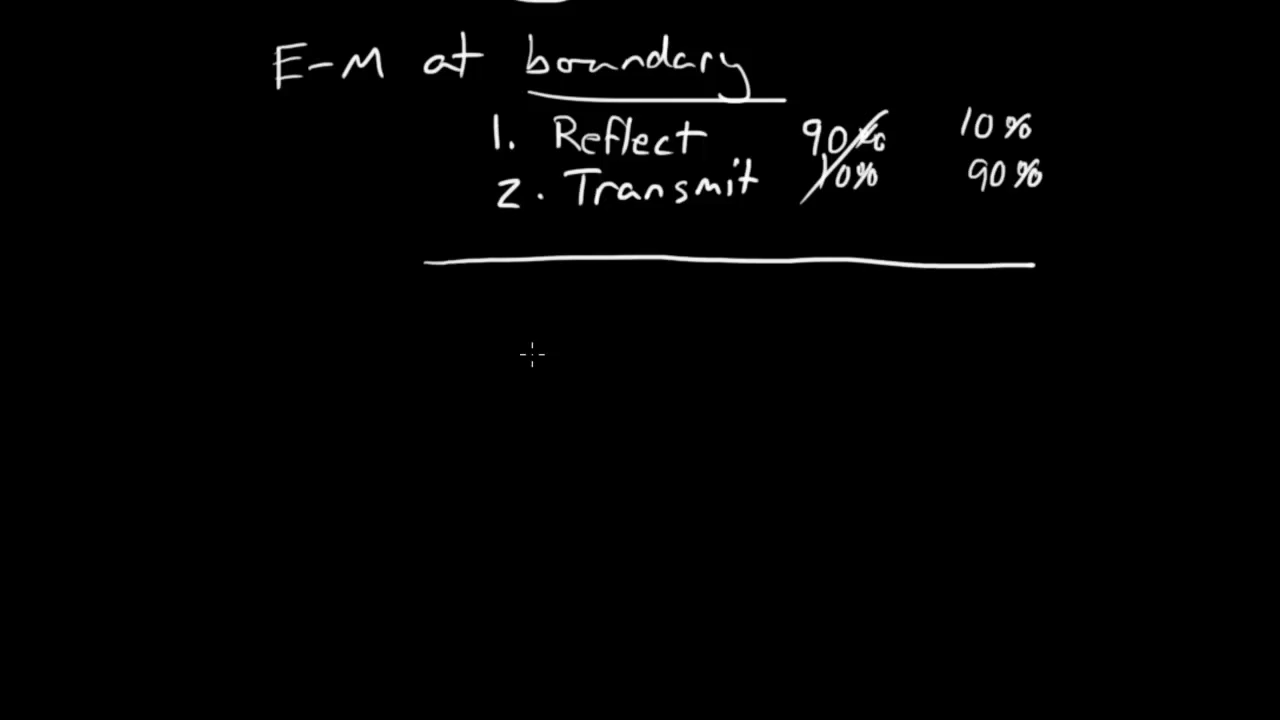 E-M at boundary
1. Reflect 90% 10%
2. Transmit 10% 90%